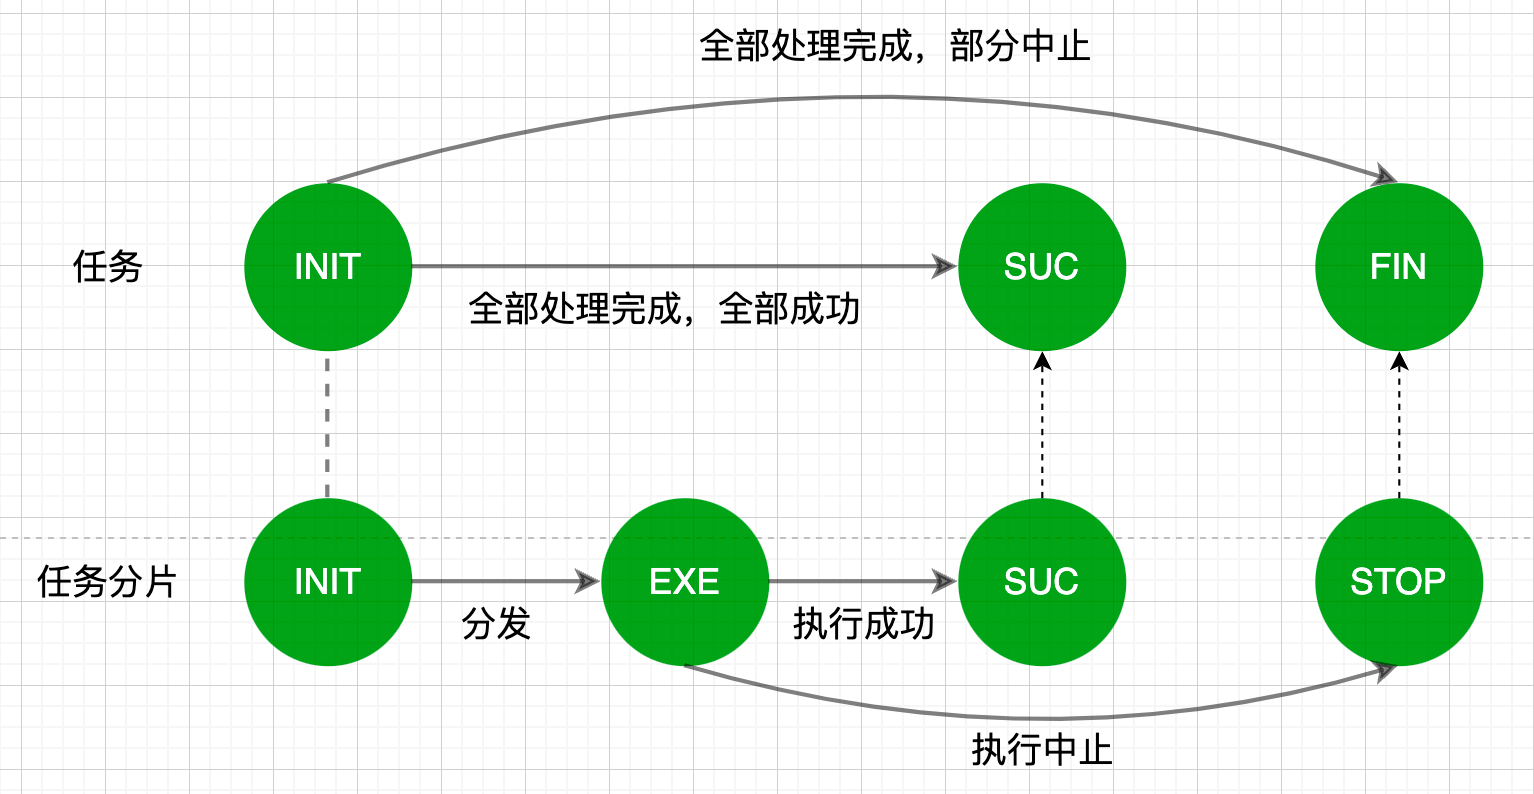 全部处理完成，部分中止
任务
INIT
SUC
FIN
全部处理完成，全部成功
任务分片
INIT
EXE
SUC
STOP
分发
执行成功
执行中止